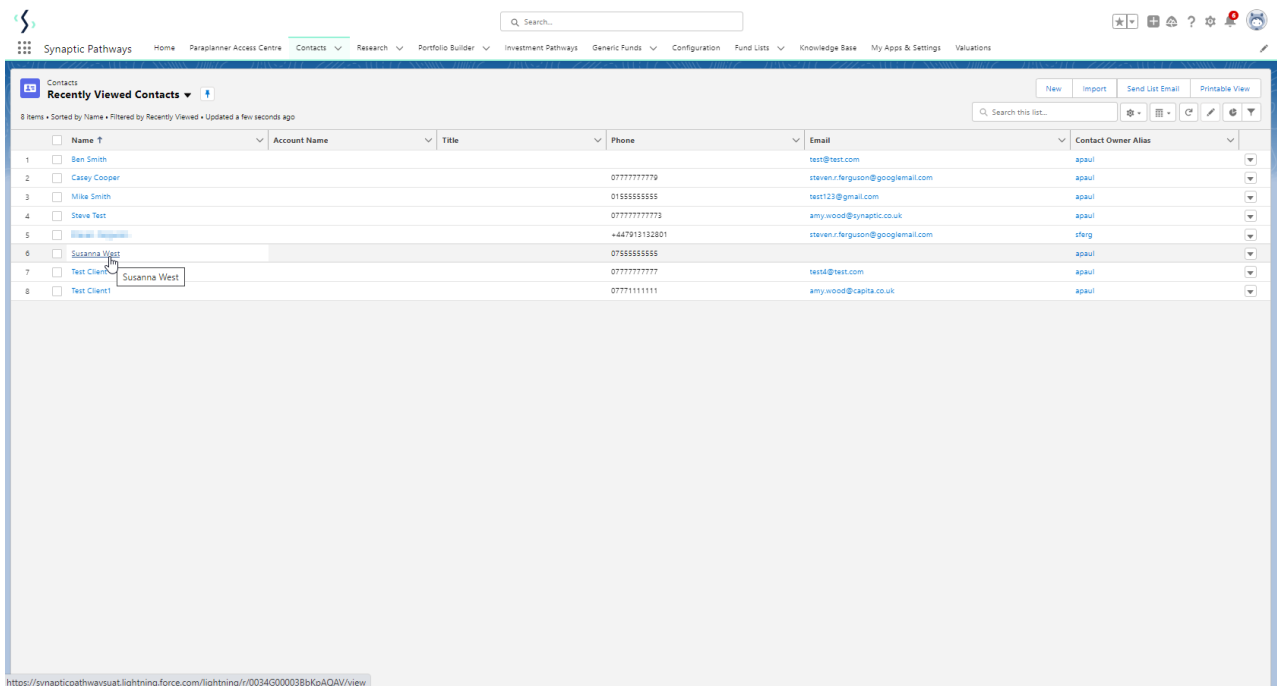 Search...
6
Synaptic Pathways Home Paraplanner Access Centre Contacts Research Portfolio Builder Investment Pathways Generic Funds Configuration Fund Lists Knowledge Base My Apps & Settings Valuations
Contacts
Recently Viewed Contacts
New Import Send List Email Printable View
8 items • Sorted by Name • Filtered by Recently Viewed • Updated a few seconds ago
Search this list...
Name ↑ Account Name Title Phone Email Contact Owner Alias
1 Ben Smith test@test.com apaul
2 Casey Cooper 07777777779 steven.r.ferguson@googlemail.com apaul
3 Mike Smith 01555555555 test123@gmail.com apaul
4 Steve Test 077777777773 amy.wood@synaptic.co.uk apaul
5 +447913132801 steven.r.ferguson@googlemail.com sferg
6 Susanna West 07555555555 apaul
7 Test Client 07777777777 test4@test.com apaul
Susanna West
8 Test Client1 07771111111 amy.wood@capita.co.uk apaul
https://synapticpathwaysuat.lightning.force.com/lightning/r/0034G00003BbKpAQAV/view